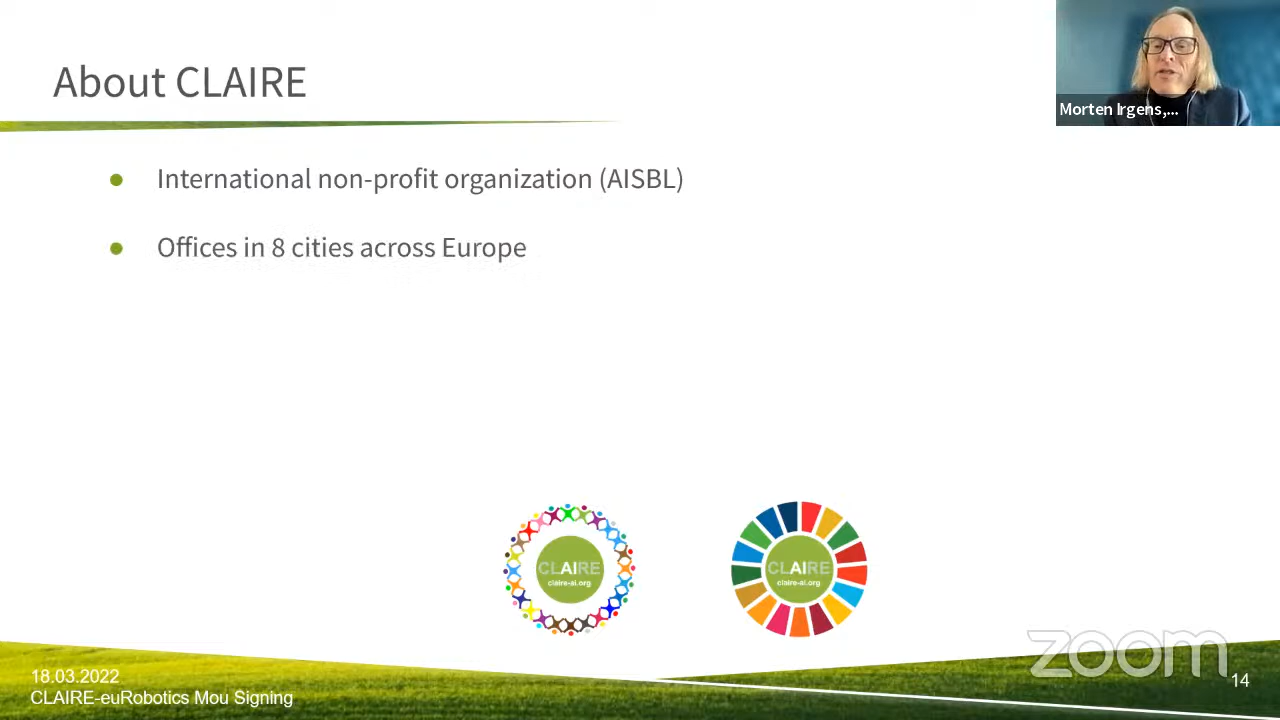 About CLAIRE
Morten Irgens,...
● International non-profit organization (AISBL)
● Offices in 8 cities across Europe
CLAIRE
claire-ai.org
CLAIRE
claire-ai.org
zoom
18.03.2022
CLAIRE-euRobotics Mou Signing
14